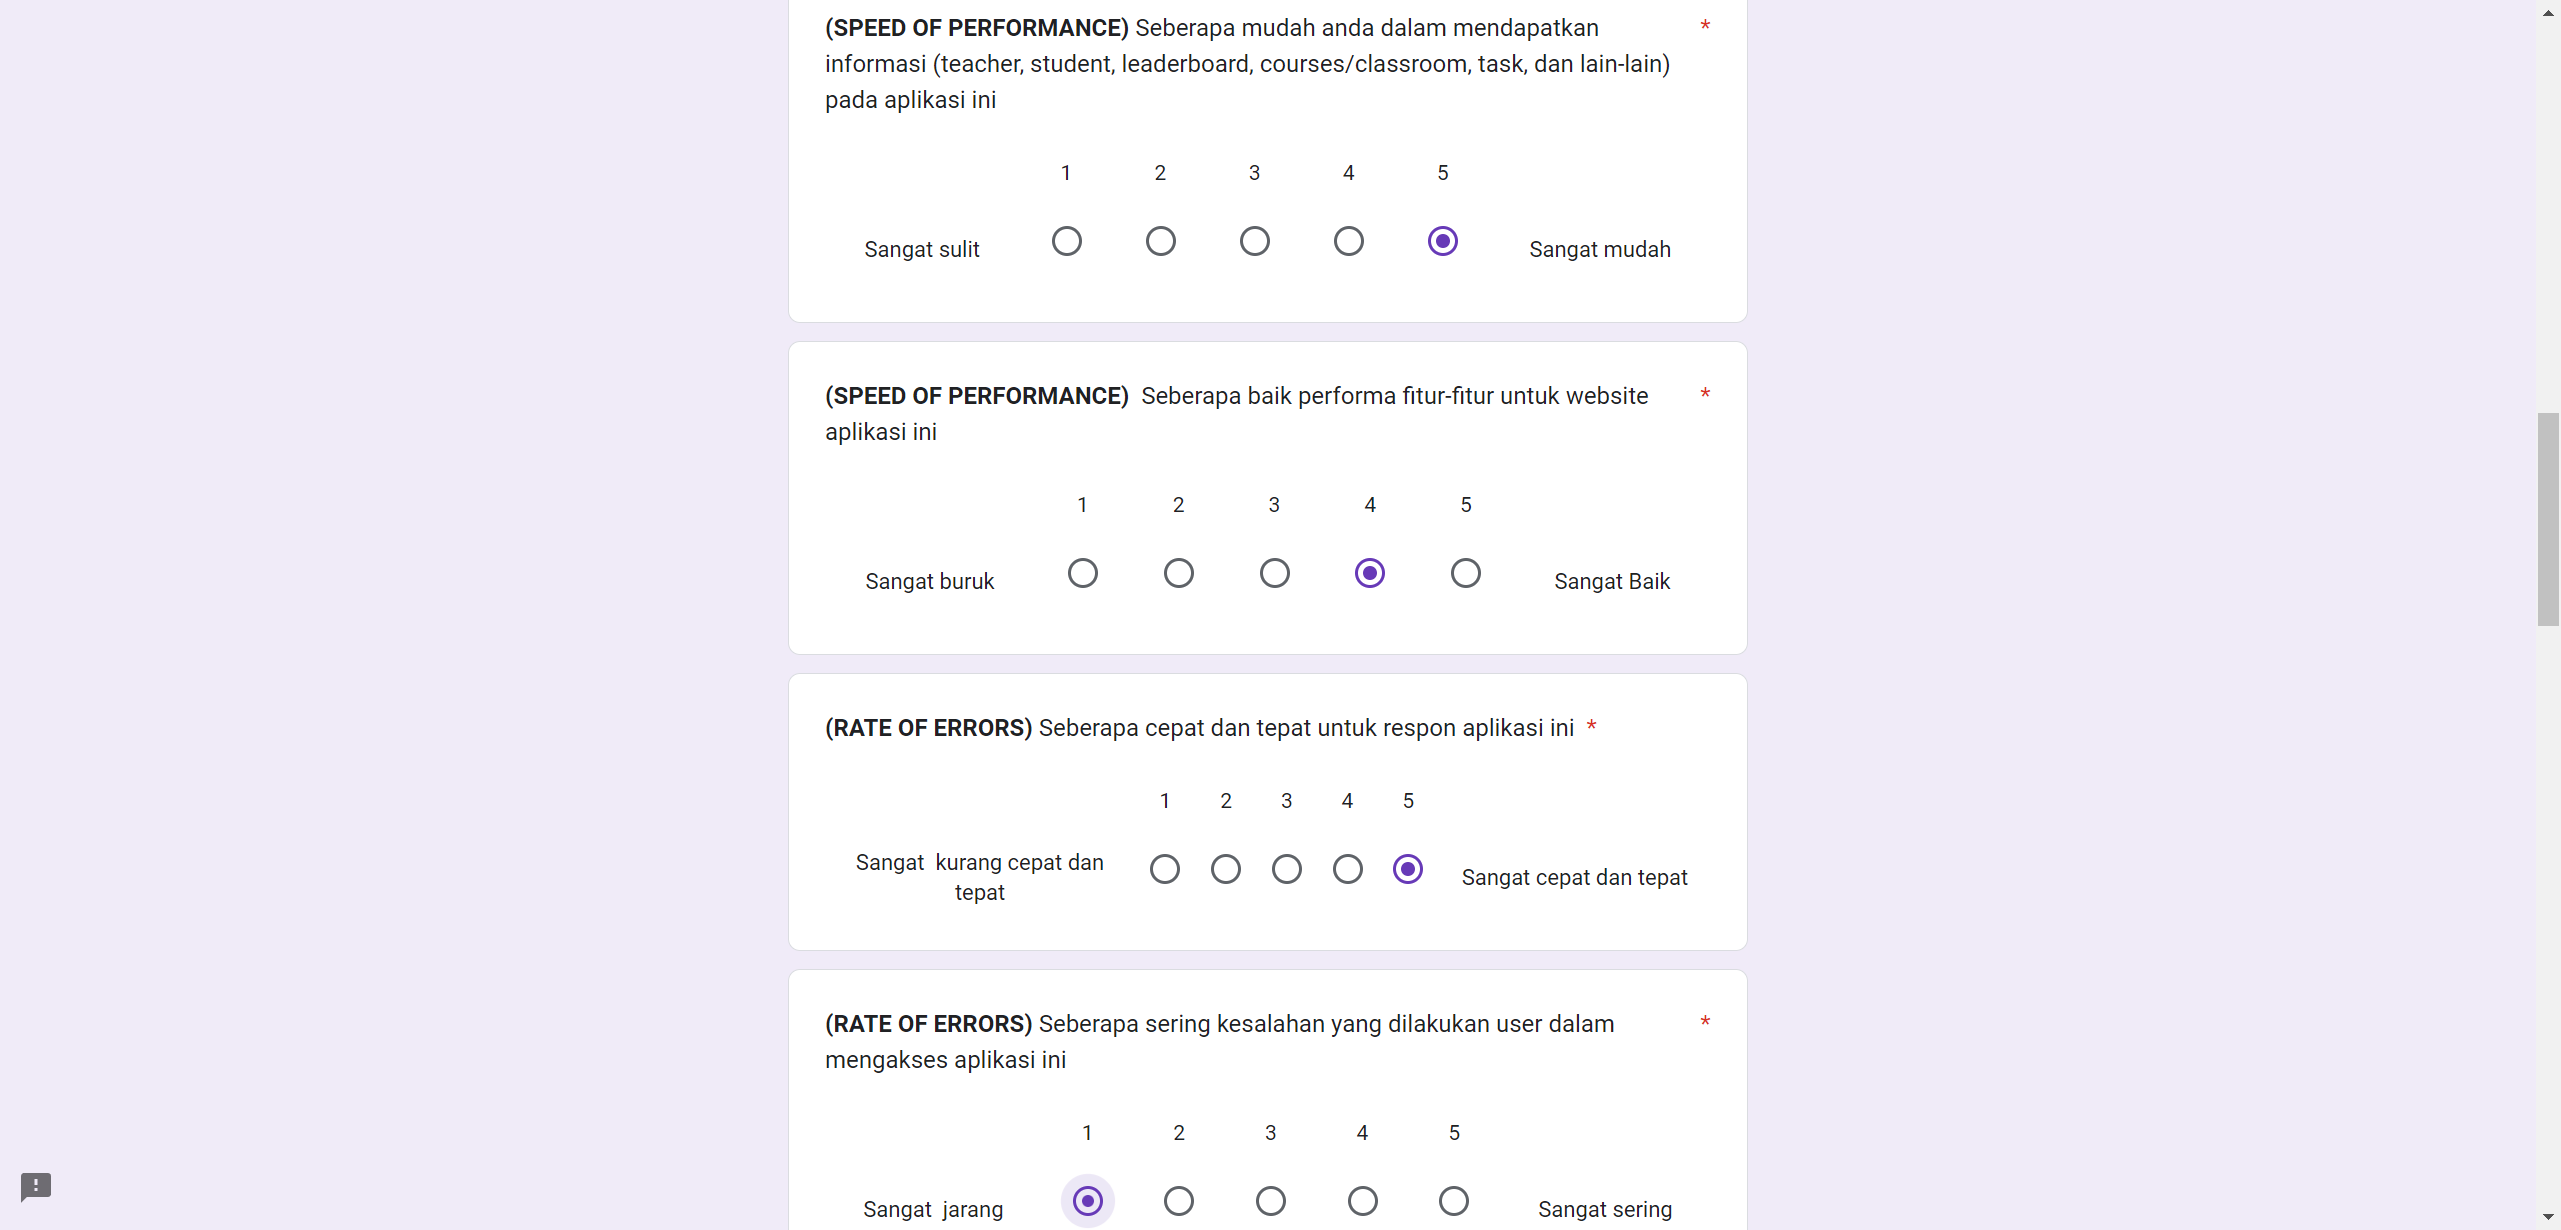 (SPEED OF PERFORMANCE) Seberapa mudah anda dalam mendapatkan *
informasi (teacher, student, leaderboard, courses/classroom, task, dan lain-lain)
pada aplikasi ini
1 2 3 4 5
Sangat sulit Sangat mudah
(SPEED OF PERFORMANCE)  Seberapa baik performa fitur-fitur untuk website *
aplikasi ini
1 2 3 4 5
Sangat buruk Sangat Baik
(RATE OF ERRORS) Seberapa cepat dan tepat untuk respon aplikasi ini *
1 2 3 4 5
Sangat  kurang cepat dan
tepat
Sangat cepat dan tepat
(RATE OF ERRORS) Seberapa sering kesalahan yang dilakukan user dalam *
mengakses aplikasi ini
1 2 3 4 5
Sangat  jarang Sangat sering